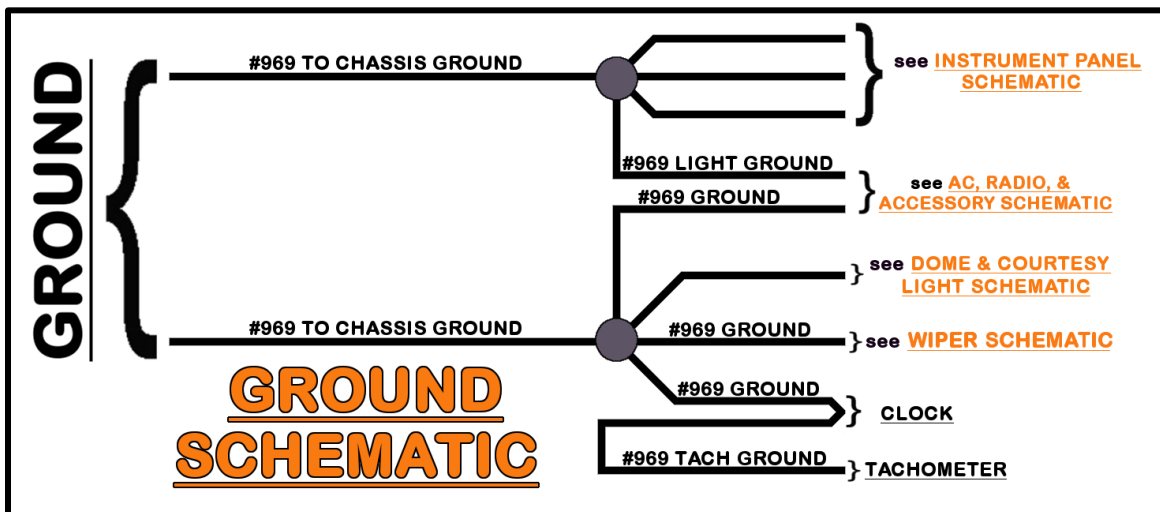 GROUND
#969 TO CHASSIS GROUND
see INSTRUMENT PANEL
SCHEMATIC
#969 LIGHT GROUND
#969 GROUND
see AC, RADIO, &
ACCESSORY SCHEMATIC
see DOME & COURTESY
LIGHT SCHEMATIC
#969 TO CHASSIS GROUND
#969 GROUND
see WIPER SCHEMATIC
#969 GROUND
CLOCK
#969 TACH GROUND
TACHOMETER
GROUND
SCHEMATIC